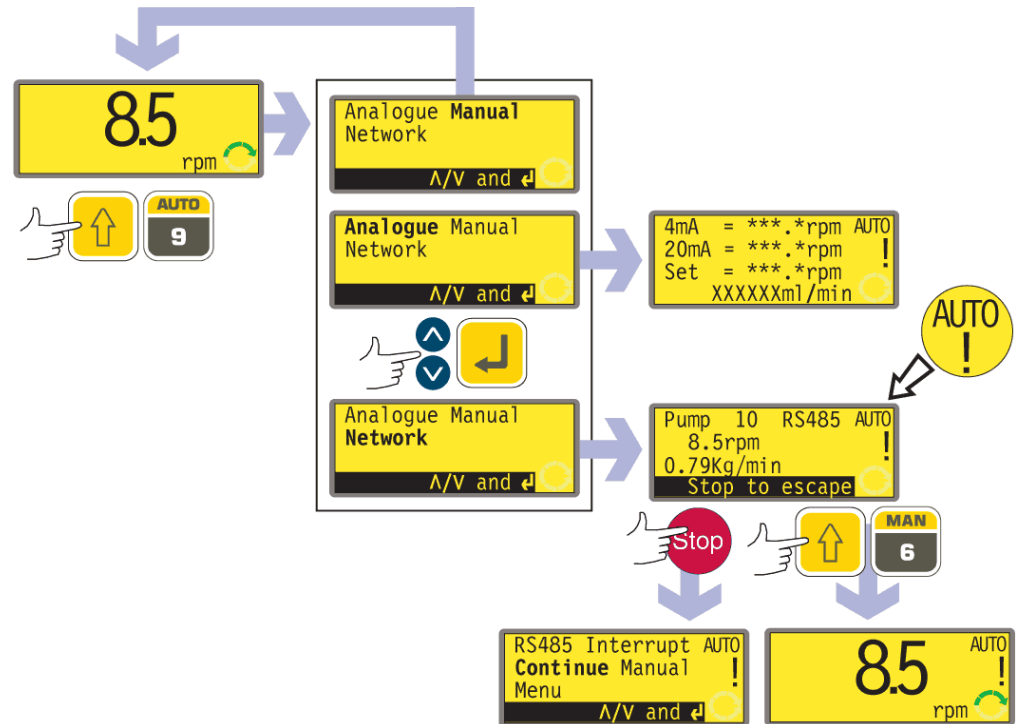 8.5
rpm
AUTO
9
Analogue Manual
Network
Λ/V and ↲
Analogue Manual
Network
Λ/V and ↲
4mA = ***.*rpm AUTO
20mA = ***.*rpm !
Set = ***.*rpm
XXXXXXml/min
AUTO
!
Analogue Manual
Network
Λ/V and ↲
Pump 10 RS485 AUTO
8.5rpm !
0.79Kg/min
Stop to escape
Stop
MAN
6
RS485 Interrupt AUTO
Continue Manual !
Menu
Λ/V and ↲
8.5 AUTO
!
rpm